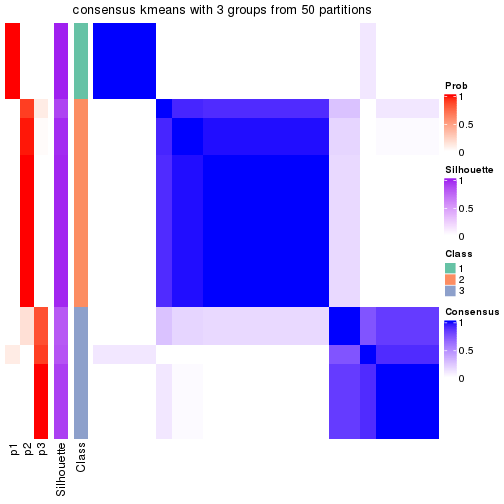 consensus kmeans with 3 groups from 50 partitions
Prob
1
0.5
0
Silhouette
1
0.5
0
Class
1
2
3
Consensus
1
0.5
0
p1
p2
p3
Silhouette
Class